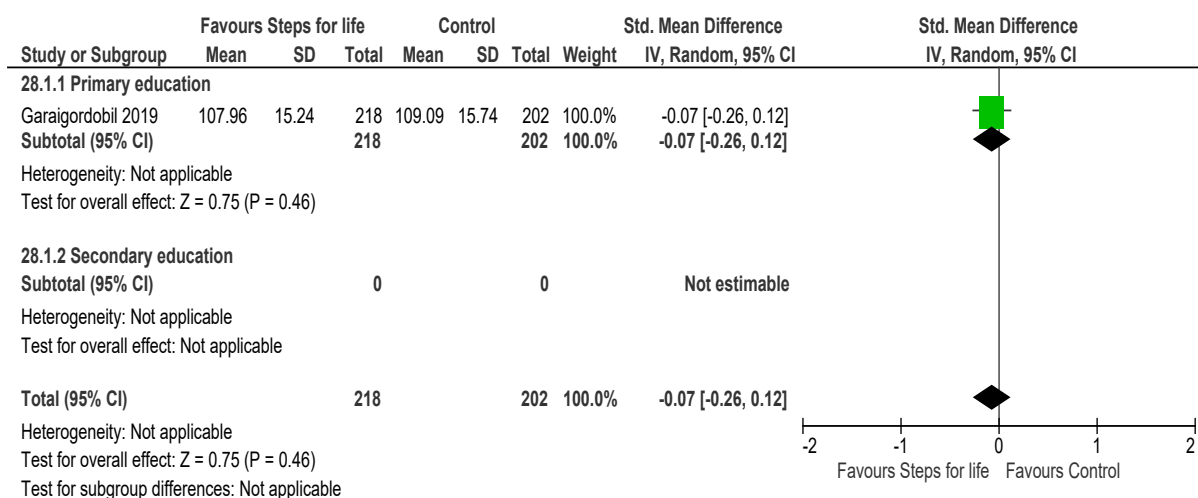 Favours Steps for life Control Std. Mean Difference Std. Mean Difference
Study or Subgroup Mean SD Total Mean SD Total Weight IV, Random, 95% CI IV, Random, 95% CI
28.1.1 Primary education
Garaigordobil 2019 107.96 15.24 218 109.09 15.74 202 100.0% -0.07 [-0.26, 0.12]
Subtotal (95% CI) 218 202 100.0% -0.07 [-0.26, 0.12]
Heterogeneity: Not applicable
Test for overall effect: Z = 0.75 (P = 0.46)
28.1.2 Secondary education
Subtotal (95% CI) 0 0 Not estimable
Heterogeneity: Not applicable
Test for overall effect: Not applicable
Total (95% CI) 218 202 100.0% -0.07 [-0.26, 0.12]
Heterogeneity: Not applicable
Test for overall effect: Z = 0.75 (P = 0.46)
Test for subgroup differences: Not applicable
-2 -1 0 1 2
Favours Steps for life Favours Control